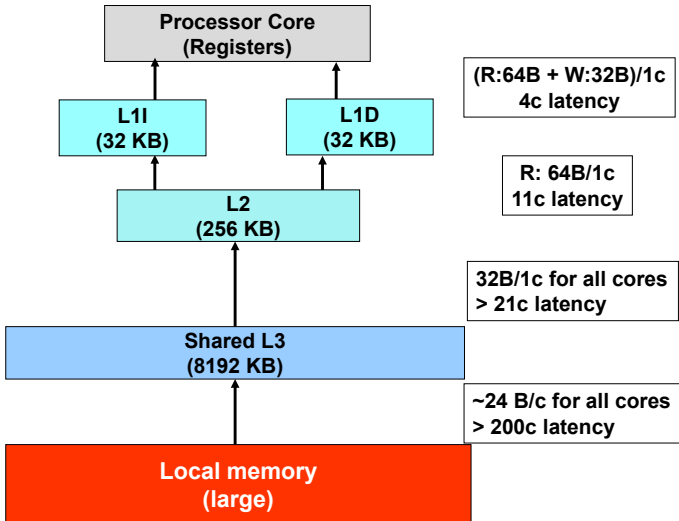 Processor Core
(Registers)
(R:64B + W:32B)/1c
4c latency
L1I
(32 KB)
L1D
(32 KB)
R: 64B/1c
11c latency
L2
(256 KB)
32B/1c for all cores
> 21c latency
Shared L3
(8192 KB)
~24 B/c for all cores
> 200c latency
Local memory
(large)